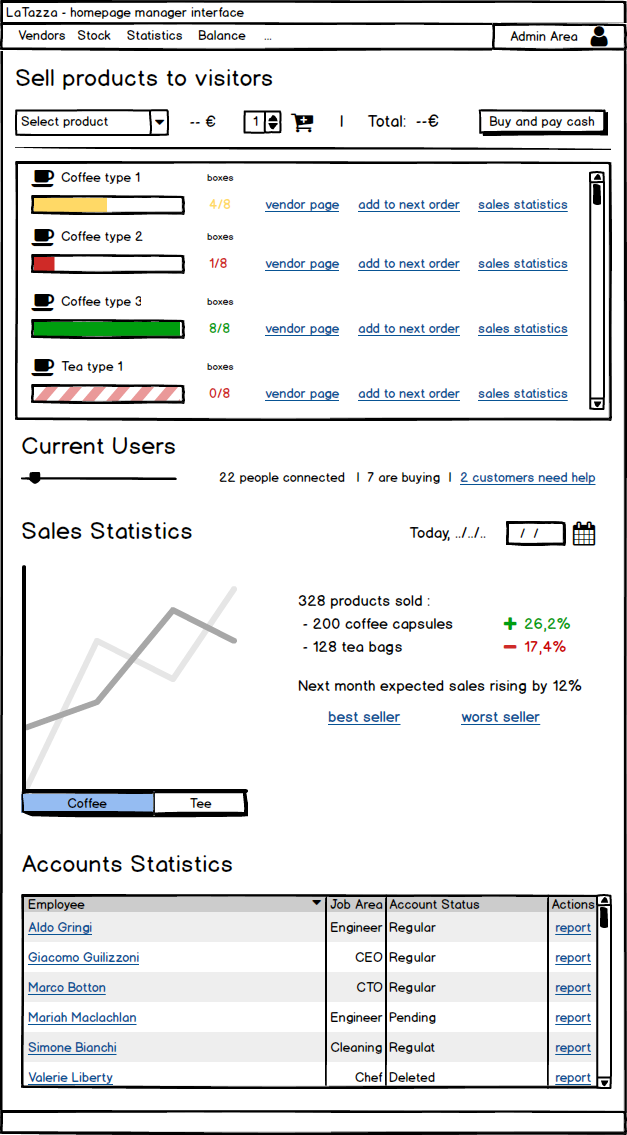 LaTazza - homepage manager interface
Vendors Stock Statistics Balance ... Admin Area
Sell products to visitors
Select product -- € 1 | Total: --€ Buy and pay cash
Coffee type 1 boxes
4/8 vendor page add to next order sales statistics
Coffee type 2 boxes
1/8 vendor page add to next order sales statistics
Coffee type 3 boxes
8/8 vendor page add to next order sales statistics
Tea type 1 boxes
0/8 vendor page add to next order sales statistics
Current Users
22 people connected | 7 are buying | 2 customers need help
Sales Statistics Today, ../../.. / /
328 products sold :
- 200 coffee capsules + 26,2%
- 128 tea bags - 17,4%
Next month expected sales rising by 12%
best seller worst seller
Coffee Tee
Accounts Statistics
Employee Job Area Account Status Actions
Aldo Gringi Engineer Regular report
Giacomo Guilizzoni CEO Regular report
Marco Botton CTO Regular report
Mariah Maclachlan Engineer Pending report
Simone Bianchi Cleaning Regulat report
Valerie Liberty Chef Deleted report